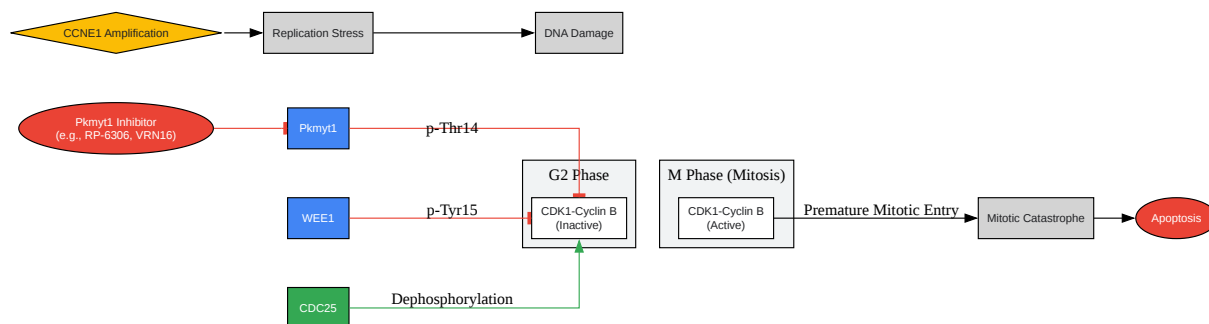 CCNE1 Amplification
Replication Stress
DNA Damage
Pkmyt1 Inhibitor
(e.g., RP-6306, VRN16)
Pkmyt1
p-Thr14
G2 Phase
M Phase (Mitosis)
WEE1
p-Tyr15
CDK1-Cyclin B
(Inactive)
CDK1-Cyclin B
(Active)
Premature Mitotic Entry
Mitotic Catastrophe
Apoptosis
CDC25
Dephosphorylation